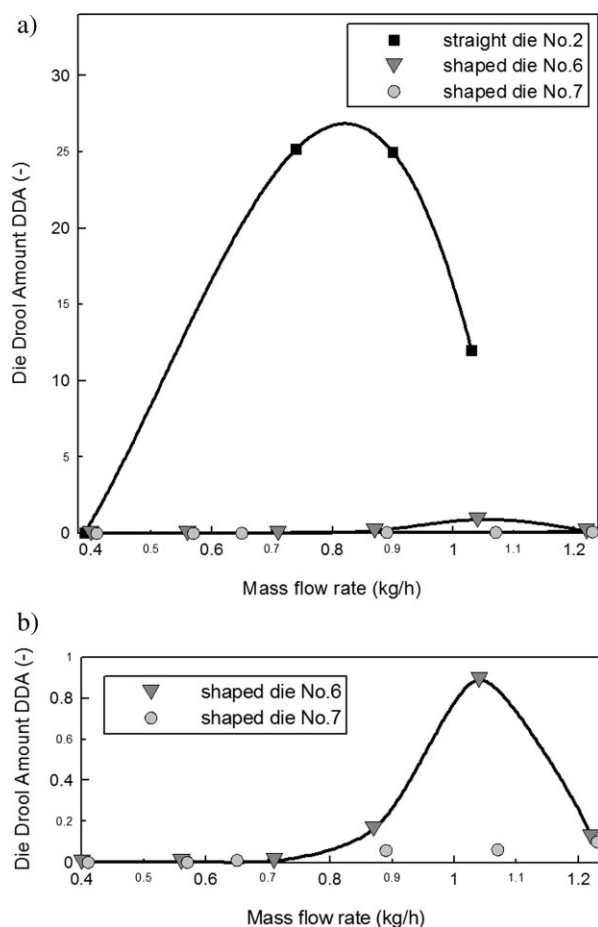 a)
straight die No.2
shaped die No.6
shaped die No.7
Die Drool Amount DDA (-)
30
25
20
15
10
5
0
0.4 0.5 0.6 0.7 0.8 0.9 1 1.1 1.2
Mass flow rate (kg/h)
b)
shaped die No.6
shaped die No.7
Die Drool Amount DDA (-)
1
0.8
0.6
0.4
0.2
0
0.4 0.5 0.6 0.7 0.8 0.9 1 1.1 1.2
Mass flow rate (kg/h)